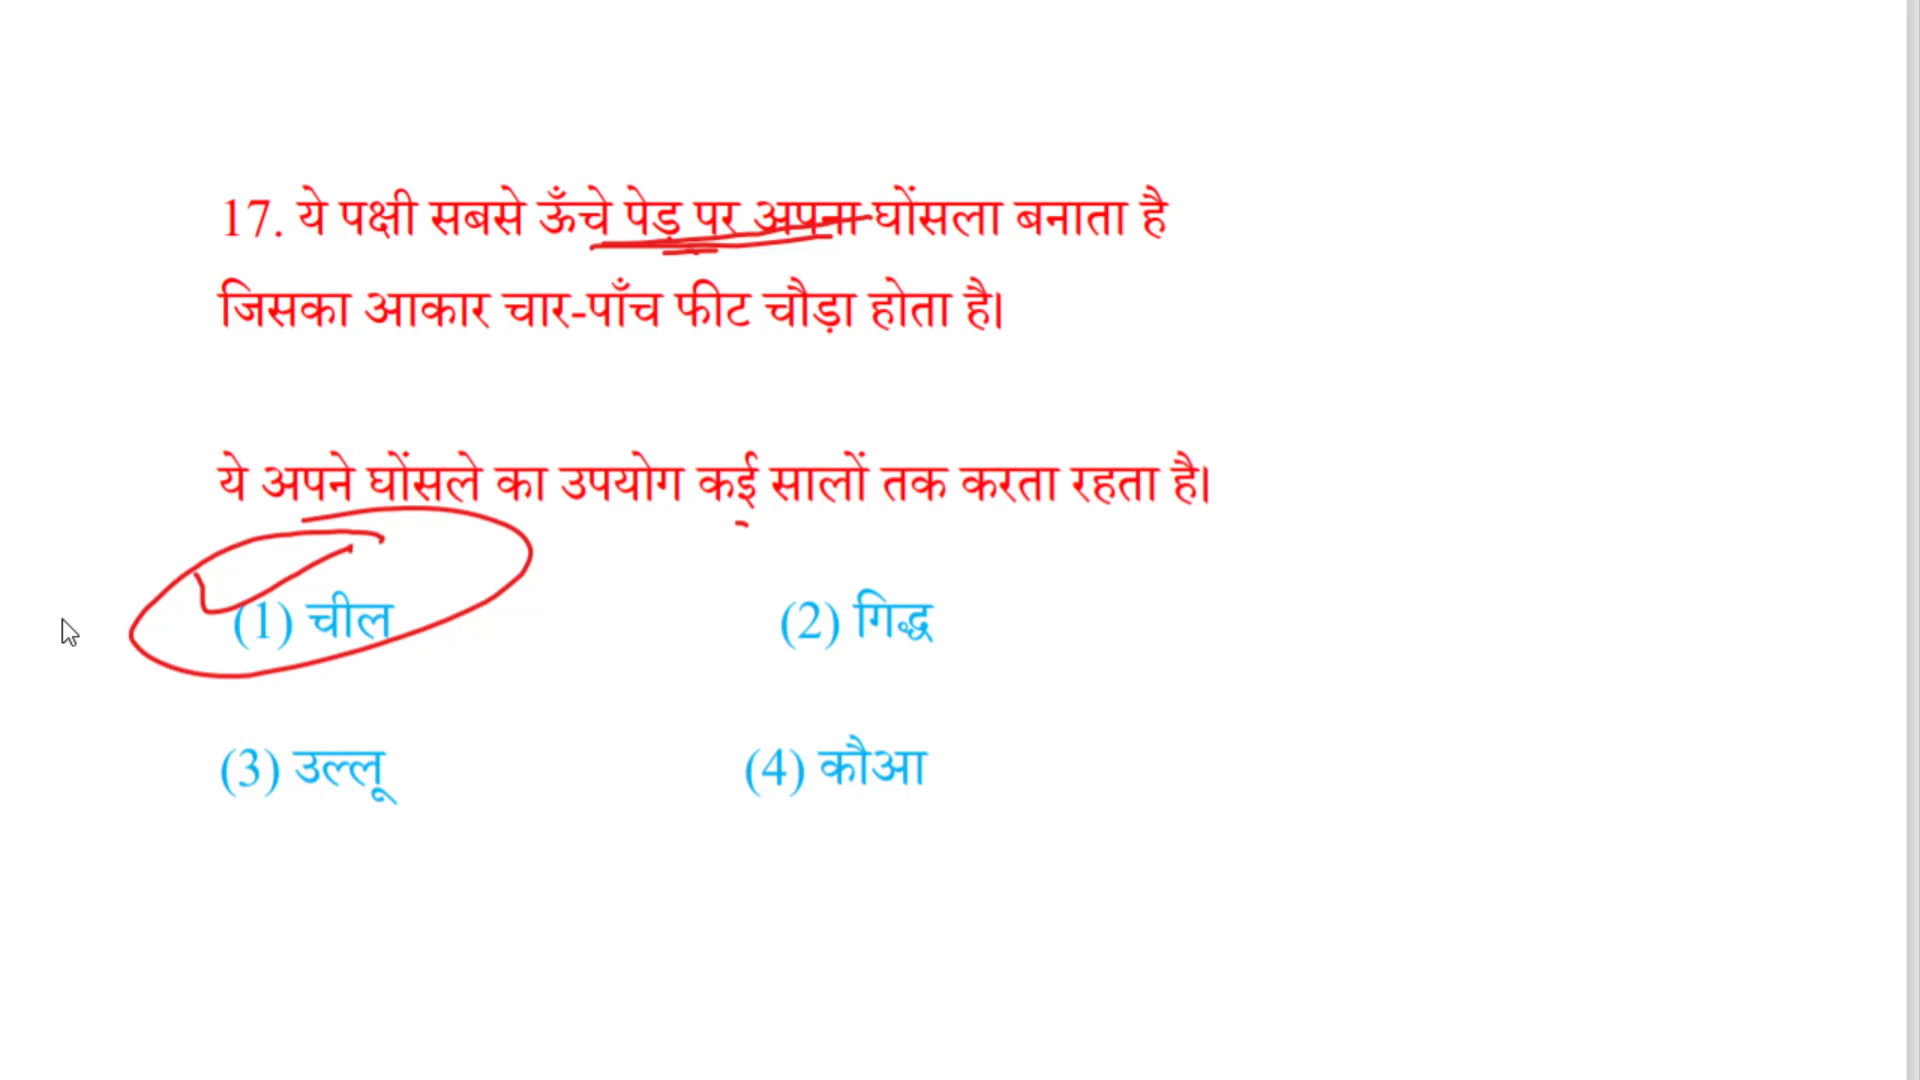 17. ये पक्षी सबसे ऊँचे पेड़ पर अपना घोंसला बनाता है
जिसका आकार चार-पाँच फीट चौड़ा होता है।
ये अपने घोंसले का उपयोग कई सालों तक करता रहता है।
(1) चील (2) गिद्ध
(3) उल्लू (4) कौआ